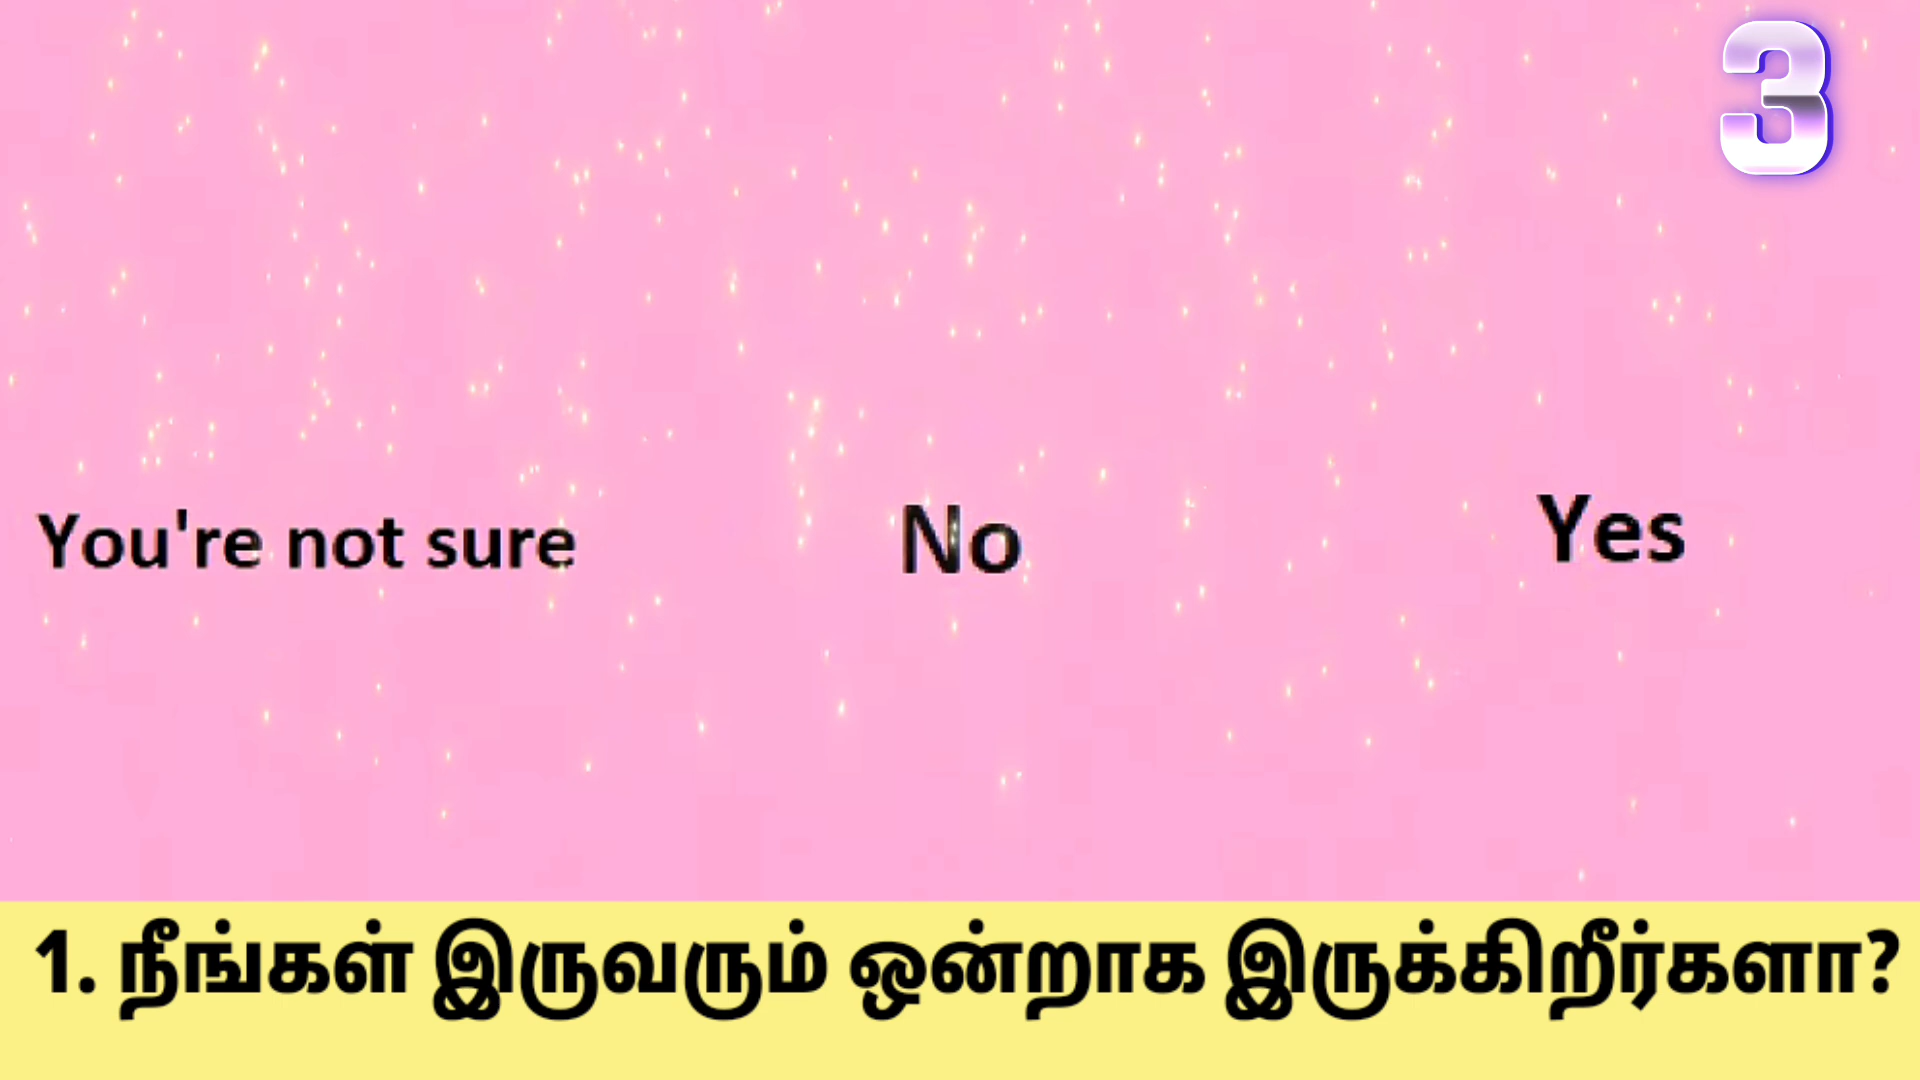 3
You're not sure
No
Yes
1. நீங்கள் இருவரும் ஒன்றாக இருக்கிறீர்களா?